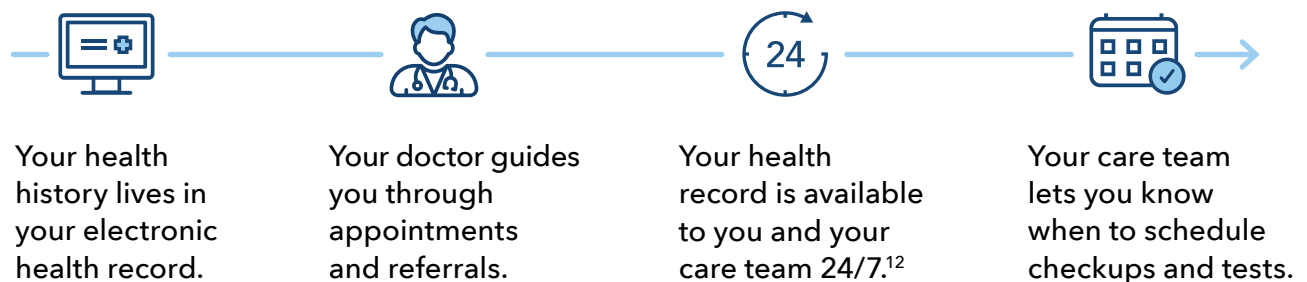 24
Your health
history lives in
your electronic
health record.
Your doctor guides
you through
appointments
and referrals.
Your health
record is available
to you and your
care team 24/7.¹²
Your care team
lets you know
when to schedule
checkups and tests.